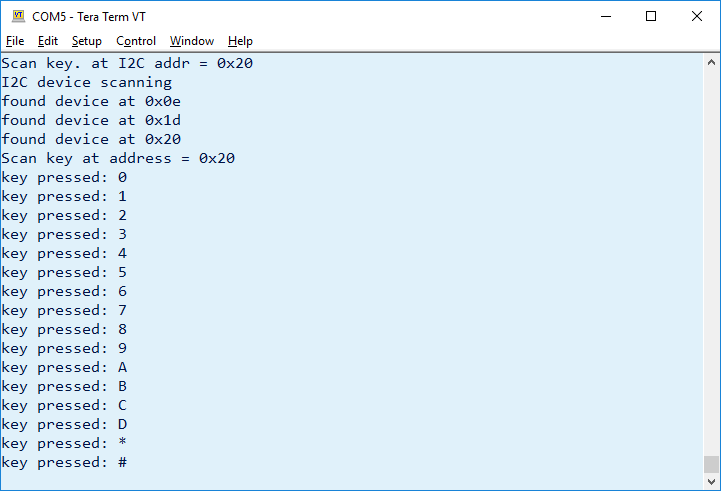 COM5 - Tera Term VT
File Edit Setup Control Window Help
Scan key. at I2C addr = 0x20
I2C device scanning
found device at 0x0e
found device at 0x1d
found device at 0x20
Scan key at address = 0x20
key pressed: 0
key pressed: 1
key pressed: 2
key pressed: 3
key pressed: 4
key pressed: 5
key pressed: 6
key pressed: 7
key pressed: 8
key pressed: 9
key pressed: A
key pressed: B
key pressed: C
key pressed: D
key pressed: *
key pressed: #